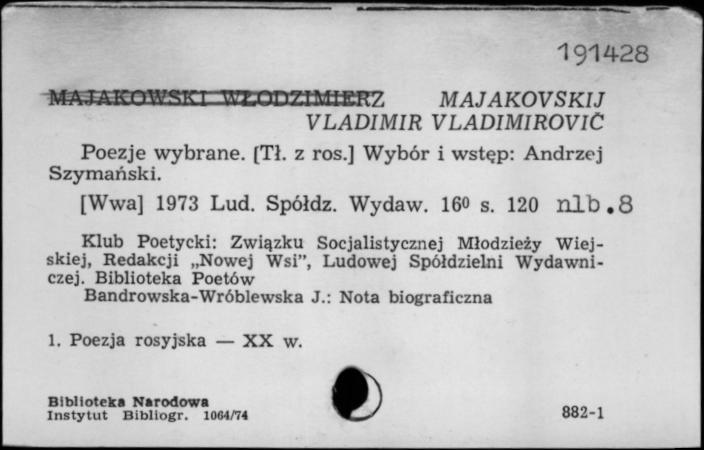 191428
MAJAKOWSKI WŁODZIMIERZ MAJAKOVSKIJ
VLADIMIR VLADIMIROVIČ
Poezje wybrane. [Tł. z ros.] Wybór i wstęp: Andrzej
Szymański.
[Wwa] 1973 Lud. Spółdz. Wydaw. 16⁰ s. 120 nlb.8
Klub Poetycki: Związku Socjalistycznej Młodzieży Wiej-
skiej, Redakcji „Nowej Wsi”, Ludowej Spółdzielni Wydawni-
czej. Biblioteka Poetów
Bandrowska-Wróblewska J.: Nota biograficzna
1. Poezja rosyjska — XX w.
Biblioteka Narodowa
Instytut Bibliogr. 1064/74
882-1